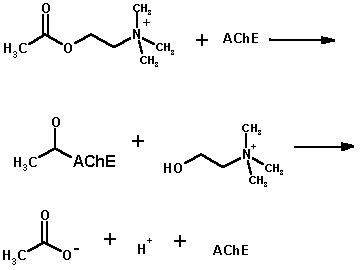 O CH₃
+
N CH₃ + AChE
H₃C O CH₃
O + CH₃
+
H₃C AChE HO N CH₃
CH₃
O
H₃C O⁻ + H⁺ + AChE